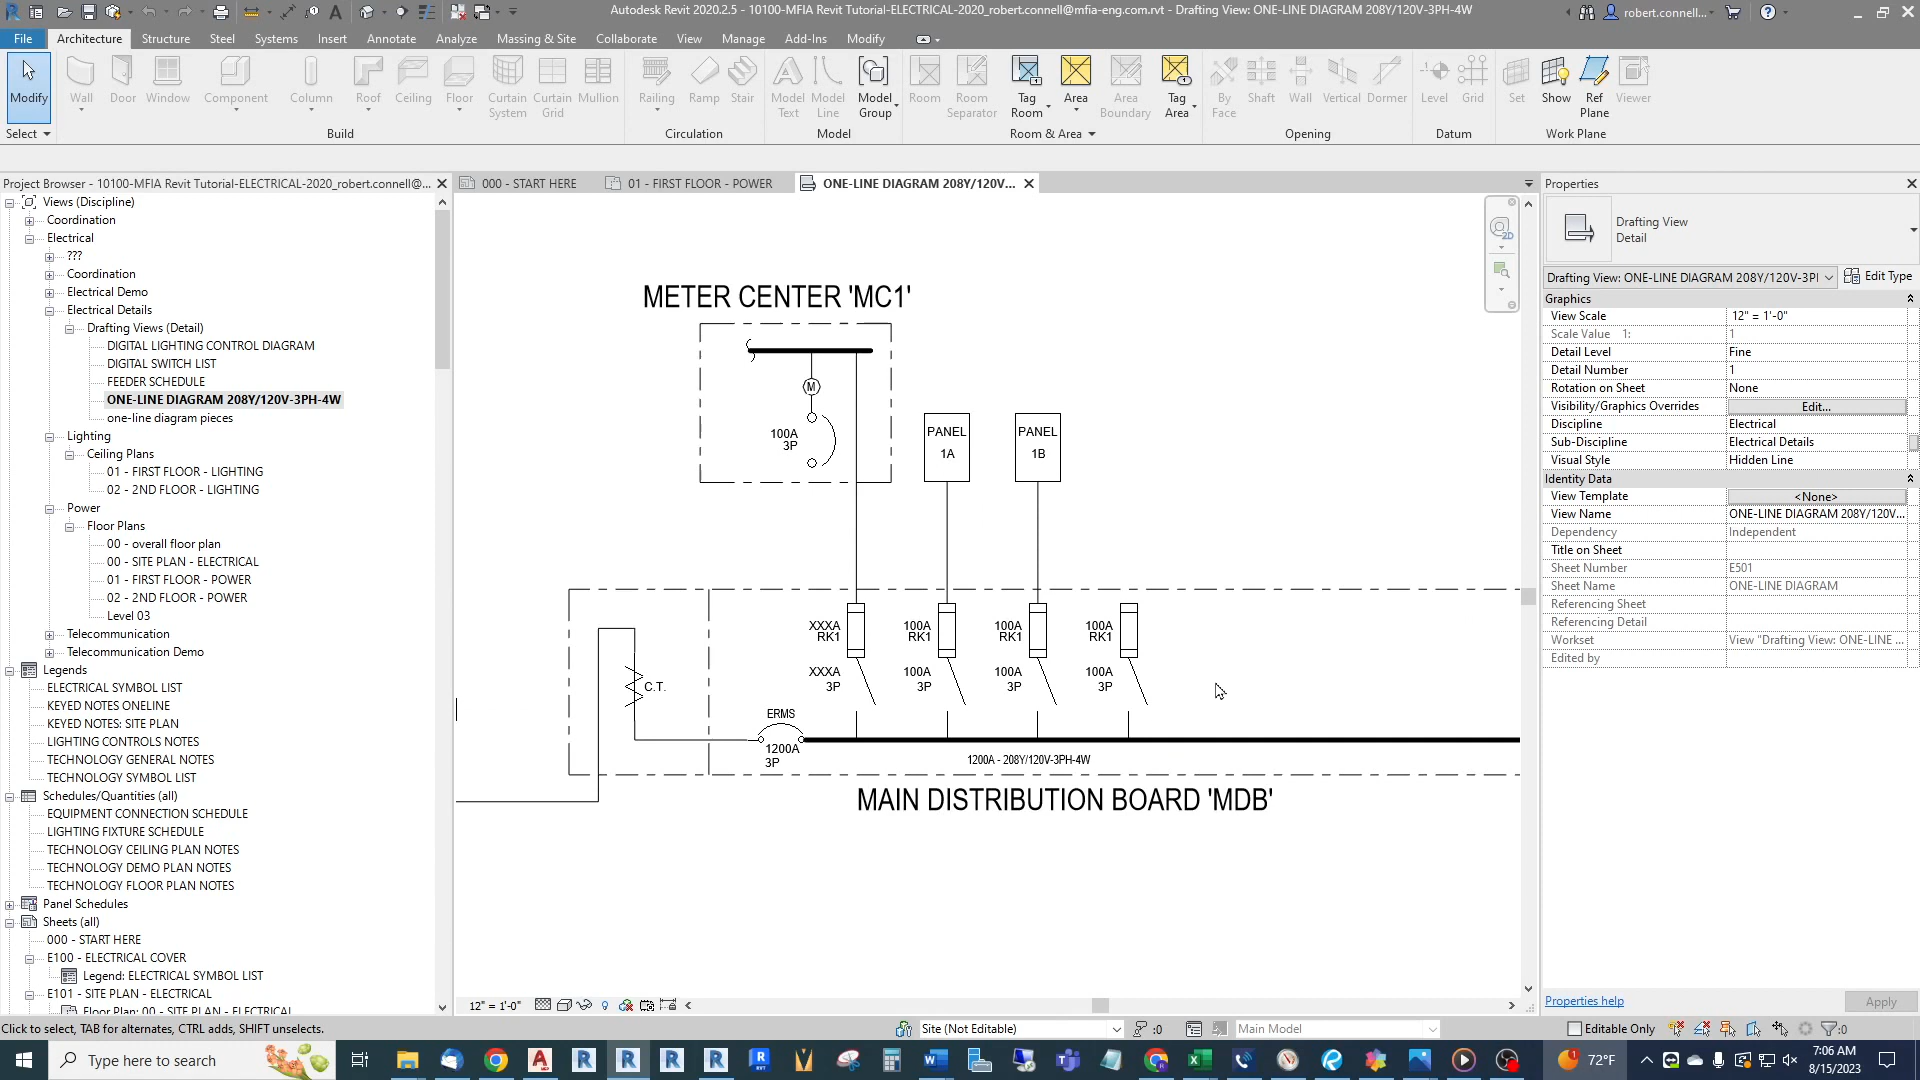 Autodesk Revit 2020.2.5 - 10100-MFIA Revit Tutorial-ELECTRICAL-2020_robert.connell@mfia-eng.com.rvt - Drafting View: ONE-LINE DIAGRAM 208Y/120V-3PH-4W
robert.connell...
File Architecture Structure Steel Systems Insert Annotate Analyze Massing & Site Collaborate View Manage Add-Ins Modify
Modify Wall Door Window Component Column Roof Ceiling Floor Curtain System Curtain Grid Mullion Railing Ramp Stair Model Text Model Line Model Group Room Room Separator Tag Room Area Area Boundary Tag Area By Face Shaft Wall Vertical Dormer Level Grid Set Show Ref Plane Viewer
Select Build Circulation Model Room & Area Opening Datum Work Plane
Project Browser - 10100-MFIA Revit Tutorial-ELECTRICAL-2020_robert.connell@...
Views (Discipline)
Coordination
Electrical
???
Coordination
Electrical Demo
Electrical Details
Drafting Views (Detail)
DIGITAL LIGHTING CONTROL DIAGRAM
DIGITAL SWITCH LIST
FEEDER SCHEDULE
ONE-LINE DIAGRAM 208Y/120V-3PH-4W
one-line diagram pieces
Lighting
Ceiling Plans
01 - FIRST FLOOR - LIGHTING
02 - 2ND FLOOR - LIGHTING
Power
Floor Plans
00 - overall floor plan
00 - SITE PLAN - ELECTRICAL
01 - FIRST FLOOR - POWER
02 - 2ND FLOOR - POWER
Level 03
Telecommunication
Telecommunication Demo
Legends
ELECTRICAL SYMBOL LIST
KEYED NOTES ONELINE
KEYED NOTES: SITE PLAN
LIGHTING CONTROLS NOTES
TECHNOLOGY GENERAL NOTES
TECHNOLOGY SYMBOL LIST
Schedules/Quantities (all)
EQUIPMENT CONNECTION SCHEDULE
LIGHTING FIXTURE SCHEDULE
TECHNOLOGY CEILING PLAN NOTES
TECHNOLOGY DEMO PLAN NOTES
TECHNOLOGY FLOOR PLAN NOTES
Panel Schedules
Sheets (all)
000 - START HERE
E100 - ELECTRICAL COVER
Legend: ELECTRICAL SYMBOL LIST
E101 - SITE PLAN - ELECTRICAL
Floor Plan: 00 - SITE PLAN - ELECTRICAL
000 - START HERE
01 - FIRST FLOOR - POWER
ONE-LINE DIAGRAM 208Y/120V...
METER CENTER 'MC1'
M
100A
3P
PANEL
1A
PANEL
1B
XXXA
RK1
100A
RK1
100A
RK1
100A
RK1
XXXA
3P
100A
3P
100A
3P
100A
3P
C.T.
ERMS
1200A
3P
1200A - 208Y/120V-3PH-4W
MAIN DISTRIBUTION BOARD 'MDB'
12" = 1'-0"
Properties
Drafting View
Detail
Drafting View: ONE-LINE DIAGRAM 208Y/120V-3PI Edit Type
Graphics
View Scale 12" = 1'-0"
Scale Value 1: 1
Detail Level Fine
Detail Number 1
Rotation on Sheet None
Visibility/Graphics Overrides Edit...
Discipline Electrical
Sub-Discipline Electrical Details
Visual Style Hidden Line
Identity Data
View Template <None>
View Name ONE-LINE DIAGRAM 208Y/120V...
Dependency Independent
Title on Sheet
Sheet Number E501
Sheet Name ONE-LINE DIAGRAM
Referencing Sheet
Referencing Detail
Workset View "Drafting View: ONE-LINE ...
Edited by
Properties help Apply
Click to select, TAB for alternates, CTRL adds, SHIFT unselects.
Site (Not Editable) :0 Main Model Editable Only :0
Type here to search
72°F
7:06 AM
8/15/2023